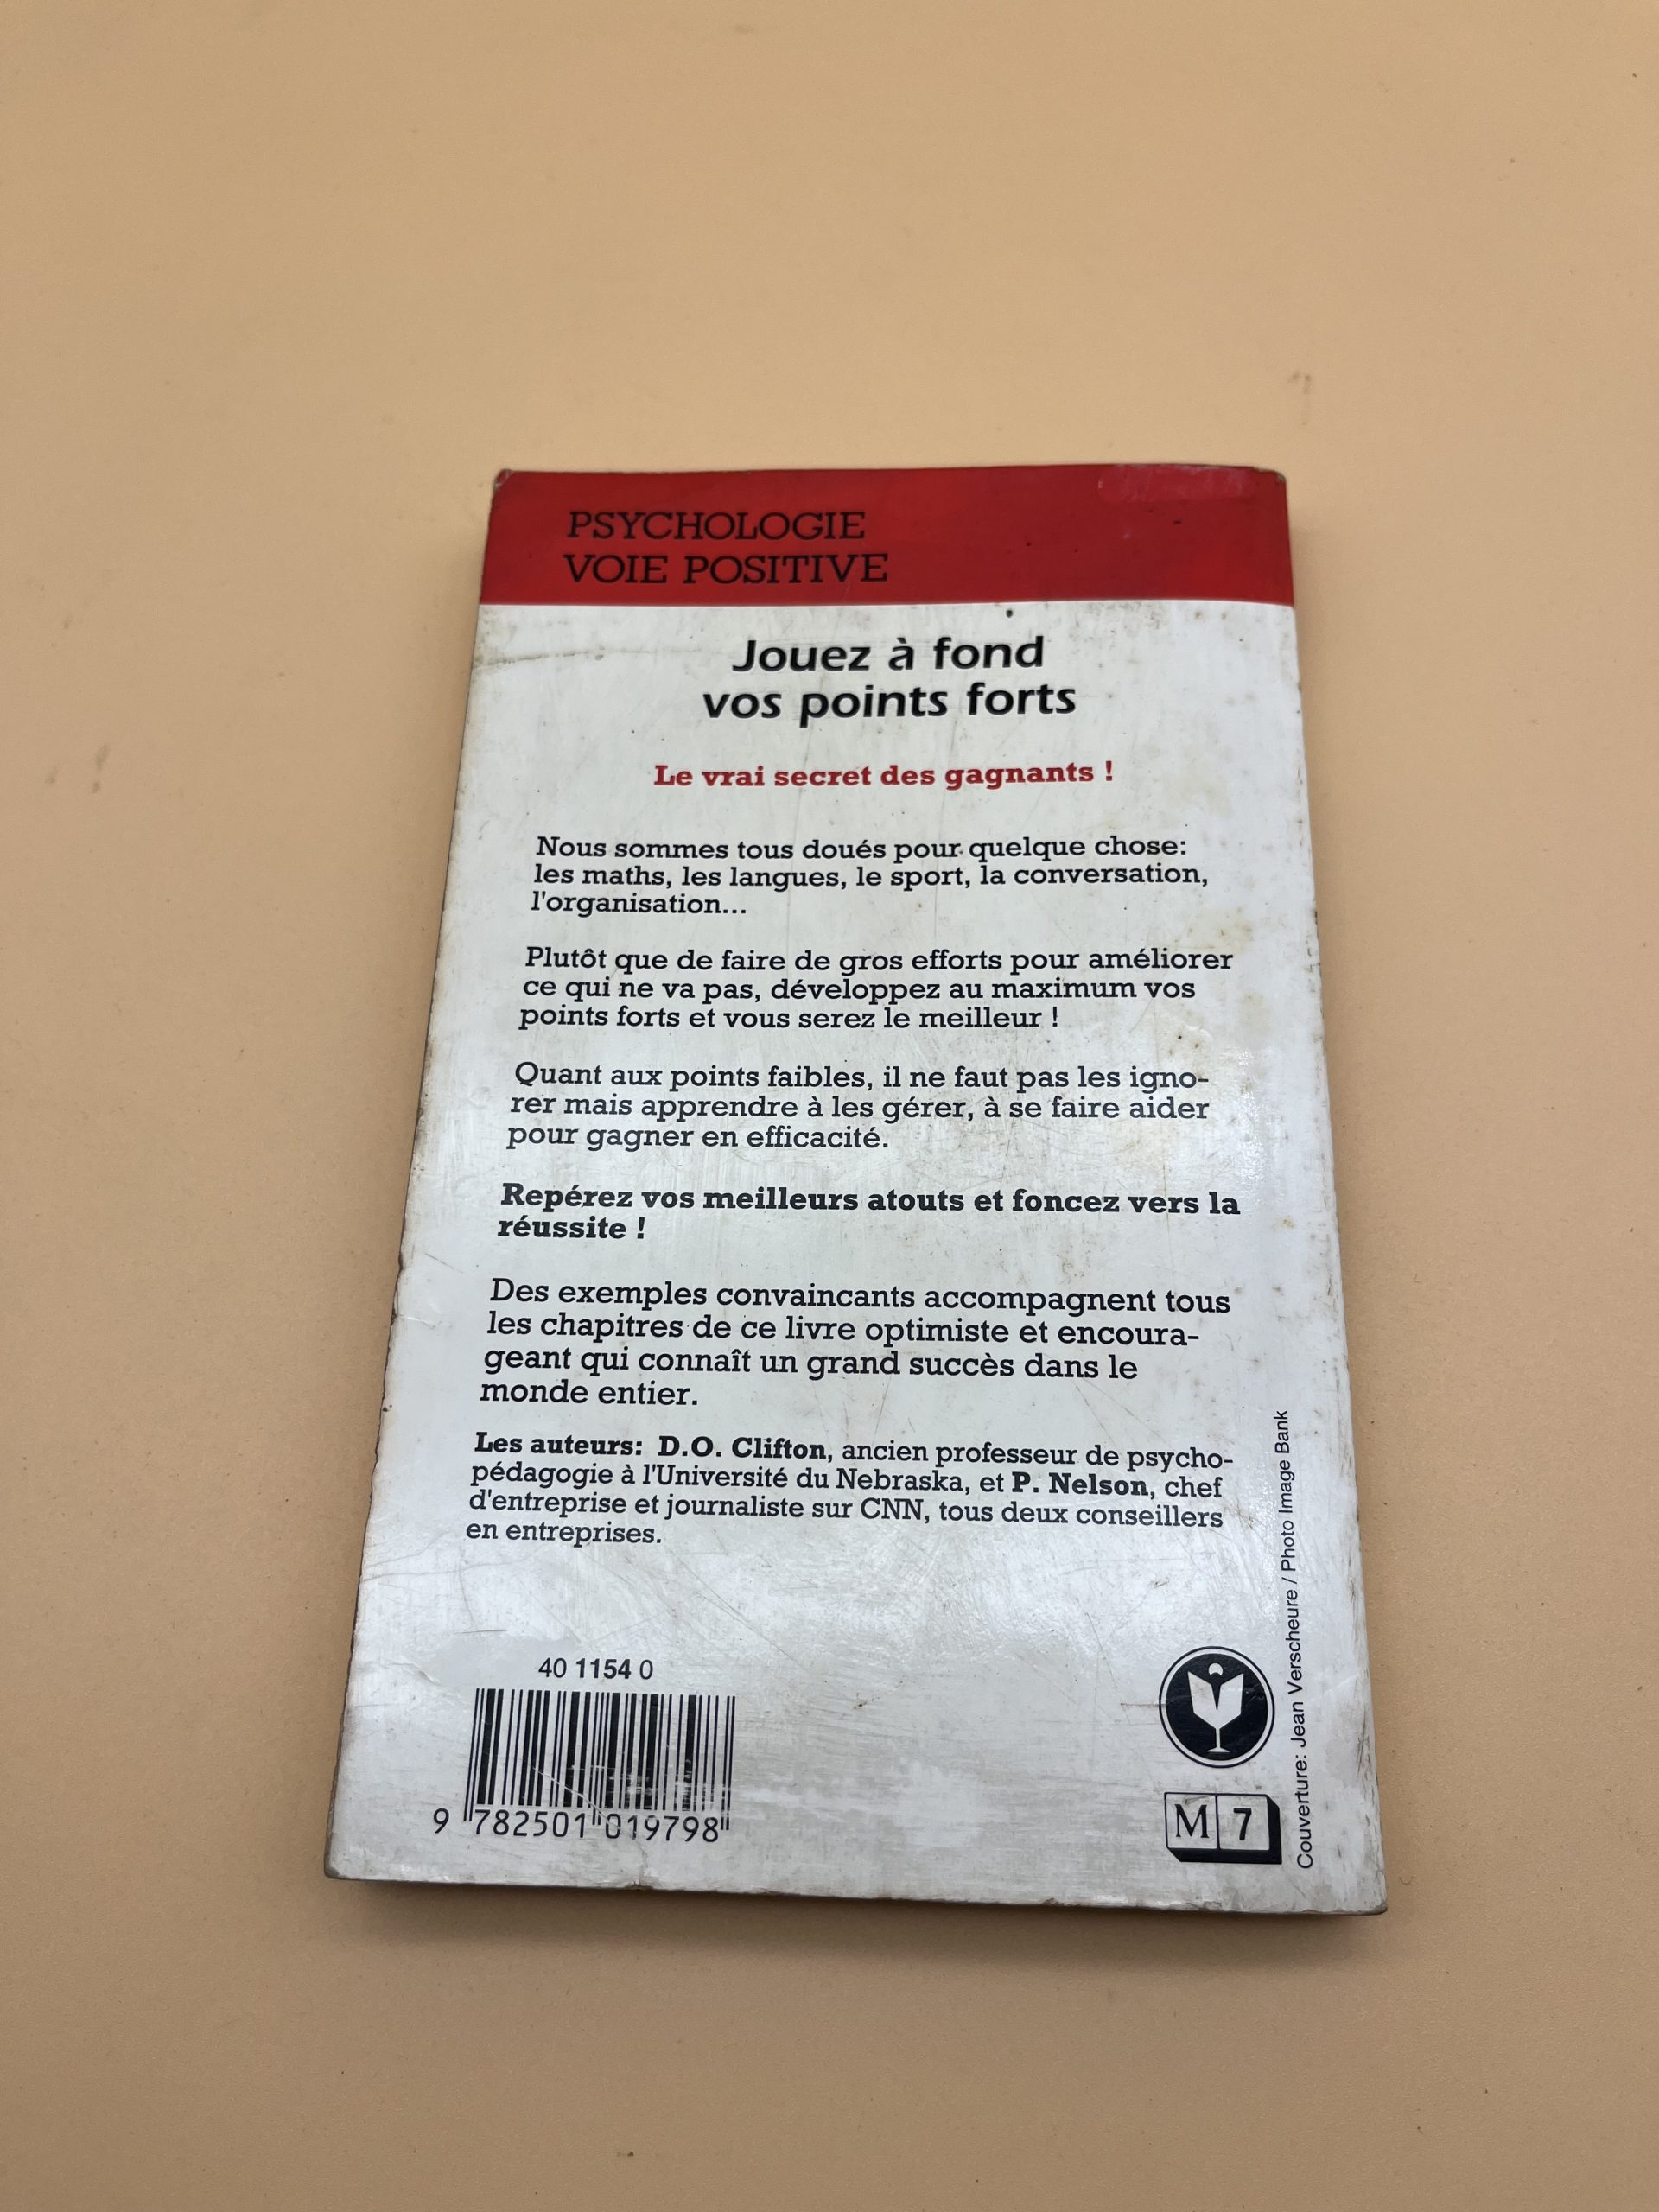 PSYCHOLOGIE
VOIE POSITIVE
Jouez à fond
vos points forts
Le vrai secret des gagnants !
Nous sommes tous doués pour quelque chose:
les maths, les langues, le sport, la conversation,
l'organisation...
Plutôt que de faire de gros efforts pour améliorer
ce qui ne va pas, développez au maximum vos
points forts et vous serez le meilleur !
Quant aux points faibles, il ne faut pas les igno-
rer mais apprendre à les gérer, à se faire aider
pour gagner en efficacité.
Repérez vos meilleurs atouts et foncez vers la
réussite !
Des exemples convaincants accompagnent tous
les chapitres de ce livre optimiste et encoura-
geant qui connaît un grand succès dans le
monde entier.
Les auteurs: D.O. Clifton, ancien professeur de psycho-
pédagogie à l'Université du Nebraska, et P. Nelson, chef
d'entreprise et journaliste sur CNN, tous deux conseillers
en entreprises.
40 1154 0
9 782501 019798
M 7
Couverture: Jean Verscheure / Photo Image Bank